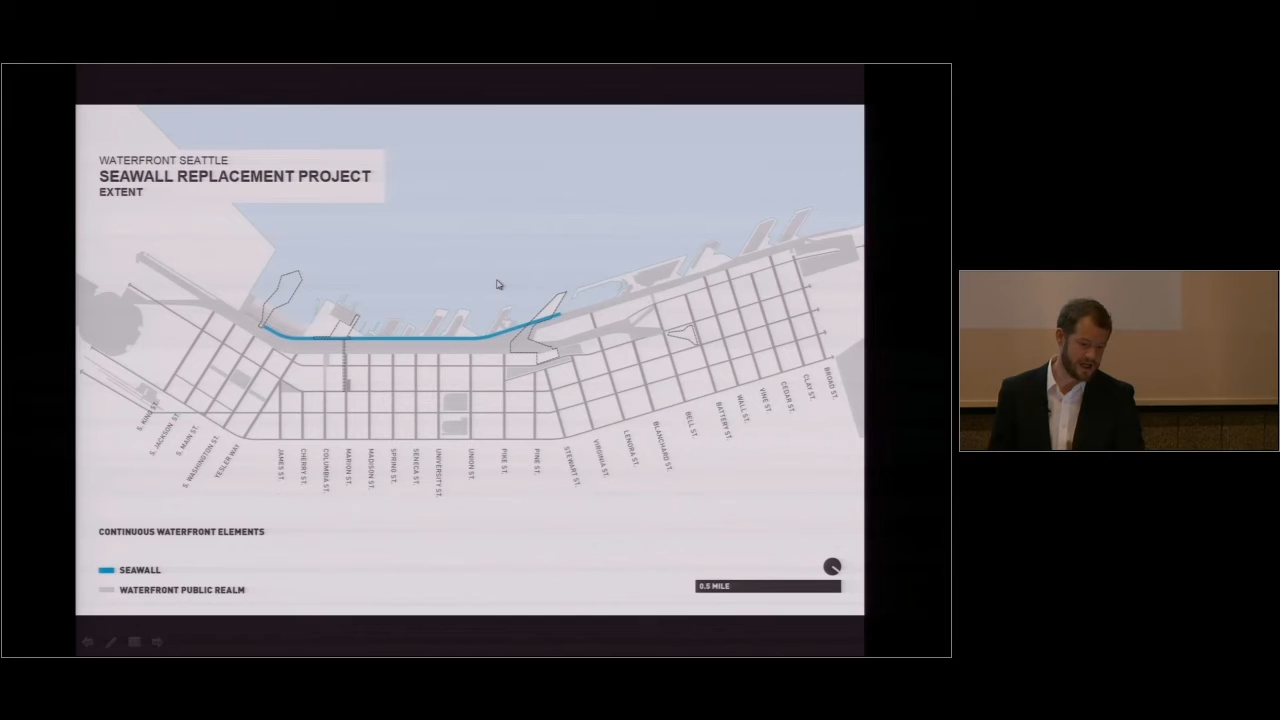 WATERFRONT SEATTLE
SEAWALL REPLACEMENT PROJECT
EXTENT
S. KING ST.
S. JACKSON ST.
S. MAIN ST.
S. WASHINGTON ST.
YESLER WAY
JAMES ST.
CHERRY ST.
COLUMBIA ST.
MARION ST.
MADISON ST.
SPRING ST.
SENECA ST.
UNIVERSITY ST.
UNION ST.
PIKE ST.
PINE ST.
STEWART ST.
VIRGINIA ST.
LENORA ST.
BLANCHARD ST.
BELL ST.
BATTERY ST.
WALL ST.
VINE ST.
CEDAR ST.
CLAY ST.
BROAD ST.
CONTINUOUS WATERFRONT ELEMENTS
SEAWALL
WATERFRONT PUBLIC REALM
0.5 MILE